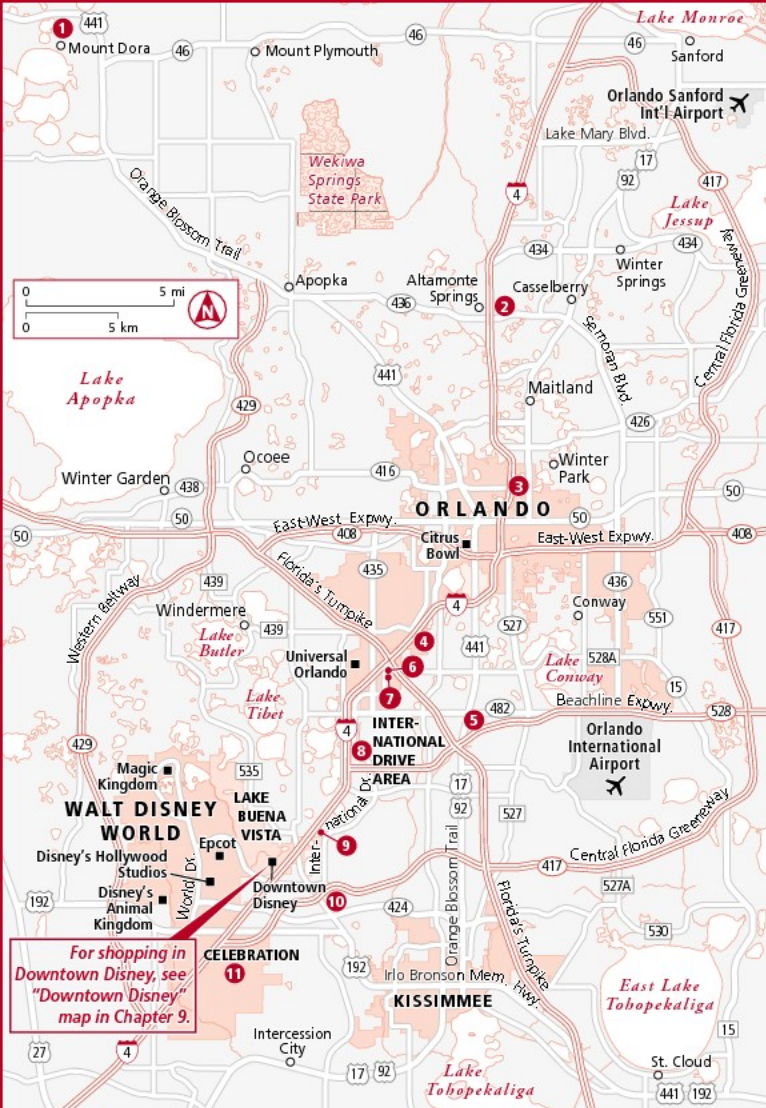 441
Lake Monroe
1
Mount Dora
46
Mount Plymouth
46
46
Sanford
Orlando Sanford
Int'l Airport
Lake Mary Blvd.
Wekiwa
Springs
State Park
17
92
417
4
Orange Blossom Trail
Lake
Jessup
434
434
Winter
Springs
0
5 mi
0
5 km
N
Apopka
Altamonte
Springs
436
2
Casselberry
Semoran Blvd.
Central Florida Greeneway
Lake
Apopka
441
Maitland
429
426
Ocoee
416
Winter
Park
Winter Garden
438
3
50
ORLANDO
50
50
50
East-West Expwy.
408
Citrus
Bowl
East-West Expwy.
408
Florida's Turnpike
435
436
439
Western Beltway
Windermere
439
4
Conway
551
527
417
Lake
Butler
4
441
Universal
Orlando
6
528A
Lake
Conway
7
15
Lake
Tibet
Beachline Expwy.
482
5
528
4
INTER-
NATIONAL
DRIVE
AREA
8
Orlando
International
Airport
429
Magic
Kingdom
535
17
92
527
WALT DISNEY
WORLD
LAKE
BUENA
VISTA
Inter-
national Dr.
9
Epcot
Disney's Hollywood
Studios
World Dr.
Central Florida Greeneway
417
Disney's
Animal
Kingdom
Downtown
Disney
10
192
424
Orange Blossom Trail
527A
Florida's Turnpike
530
For shopping in
Downtown Disney, see
"Downtown Disney"
map in Chapter 9.
CELEBRATION
11
192
Irlo Bronson Mem. Hwy.
KISSIMMEE
East Lake
Tohopekaliga
15
Intercession
City
27
4
17
92
Lake
Tohopekaliga
St. Cloud
441
192